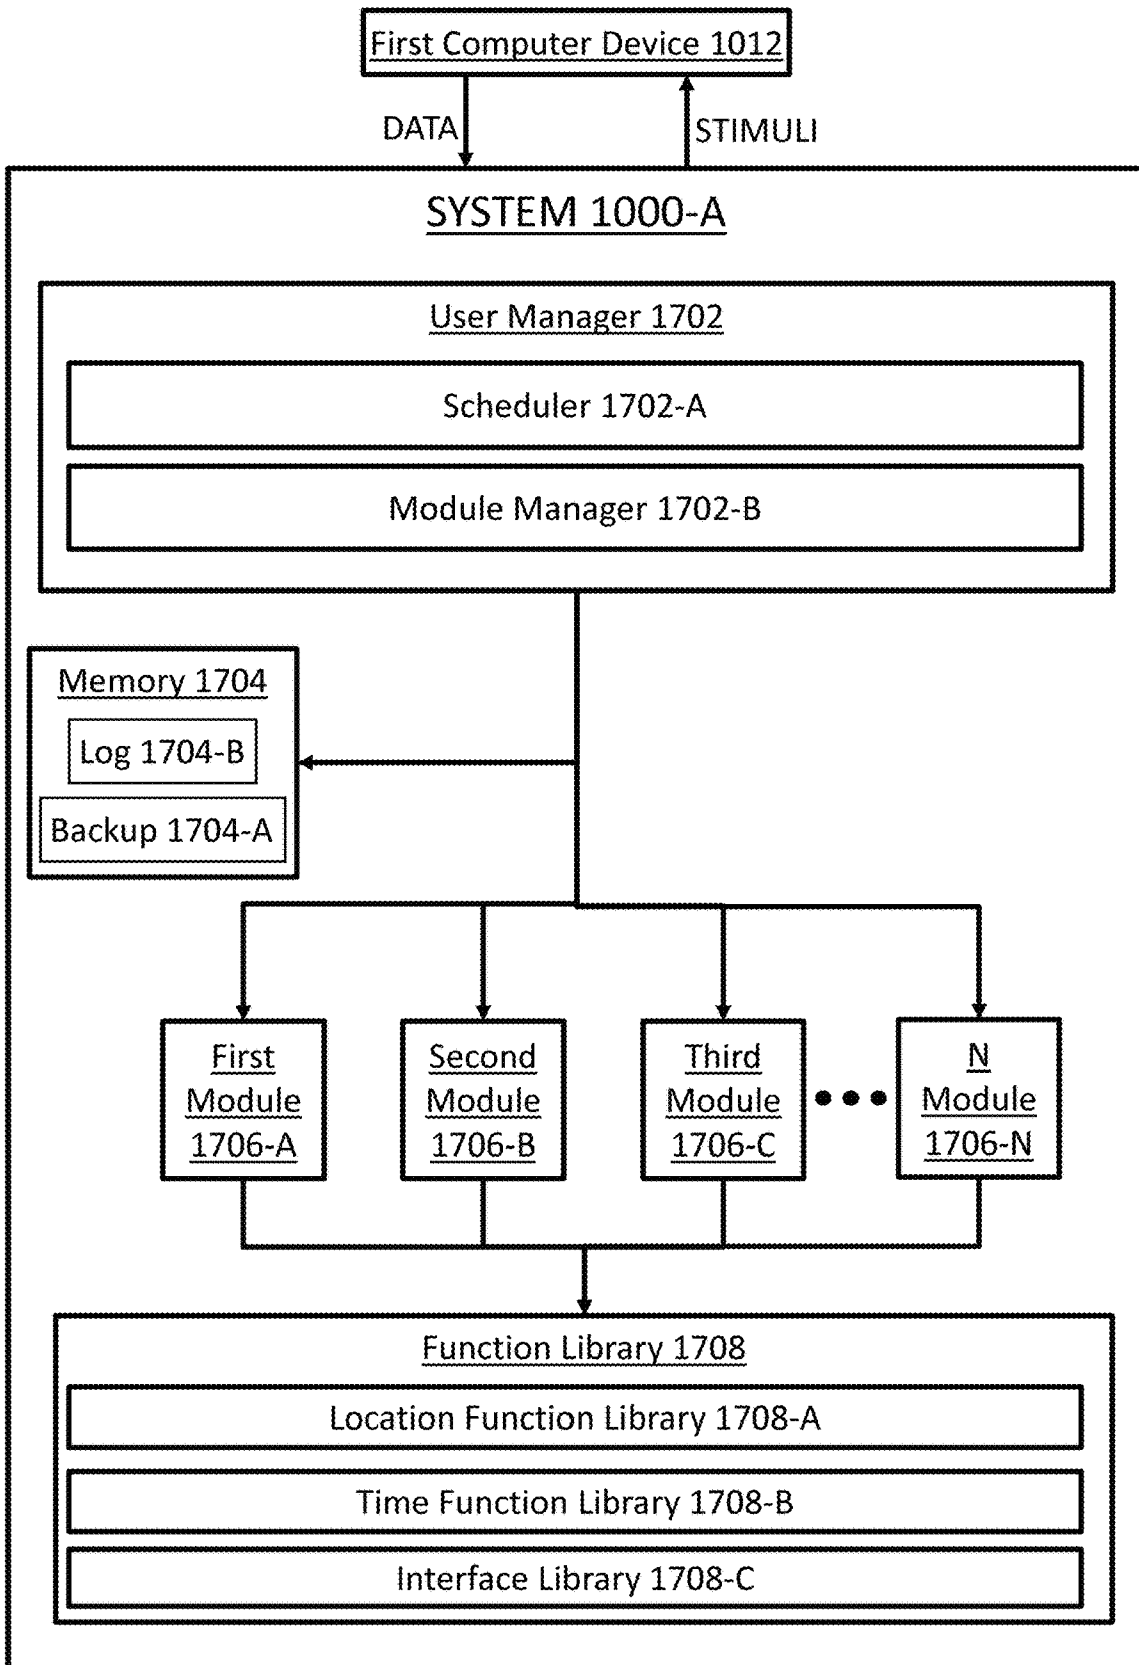 First Computer Device 1012
DATA
STIMULI
SYSTEM 1000-A
User Manager 1702
Scheduler 1702-A
Module Manager 1702-B
Memory 1704
Log 1704-B
Backup 1704-A
First
Module
1706-A
Second
Module
1706-B
Third
Module
1706-C
N
Module
1706-N
Function Library 1708
Location Function Library 1708-A
Time Function Library 1708-B
Interface Library 1708-C